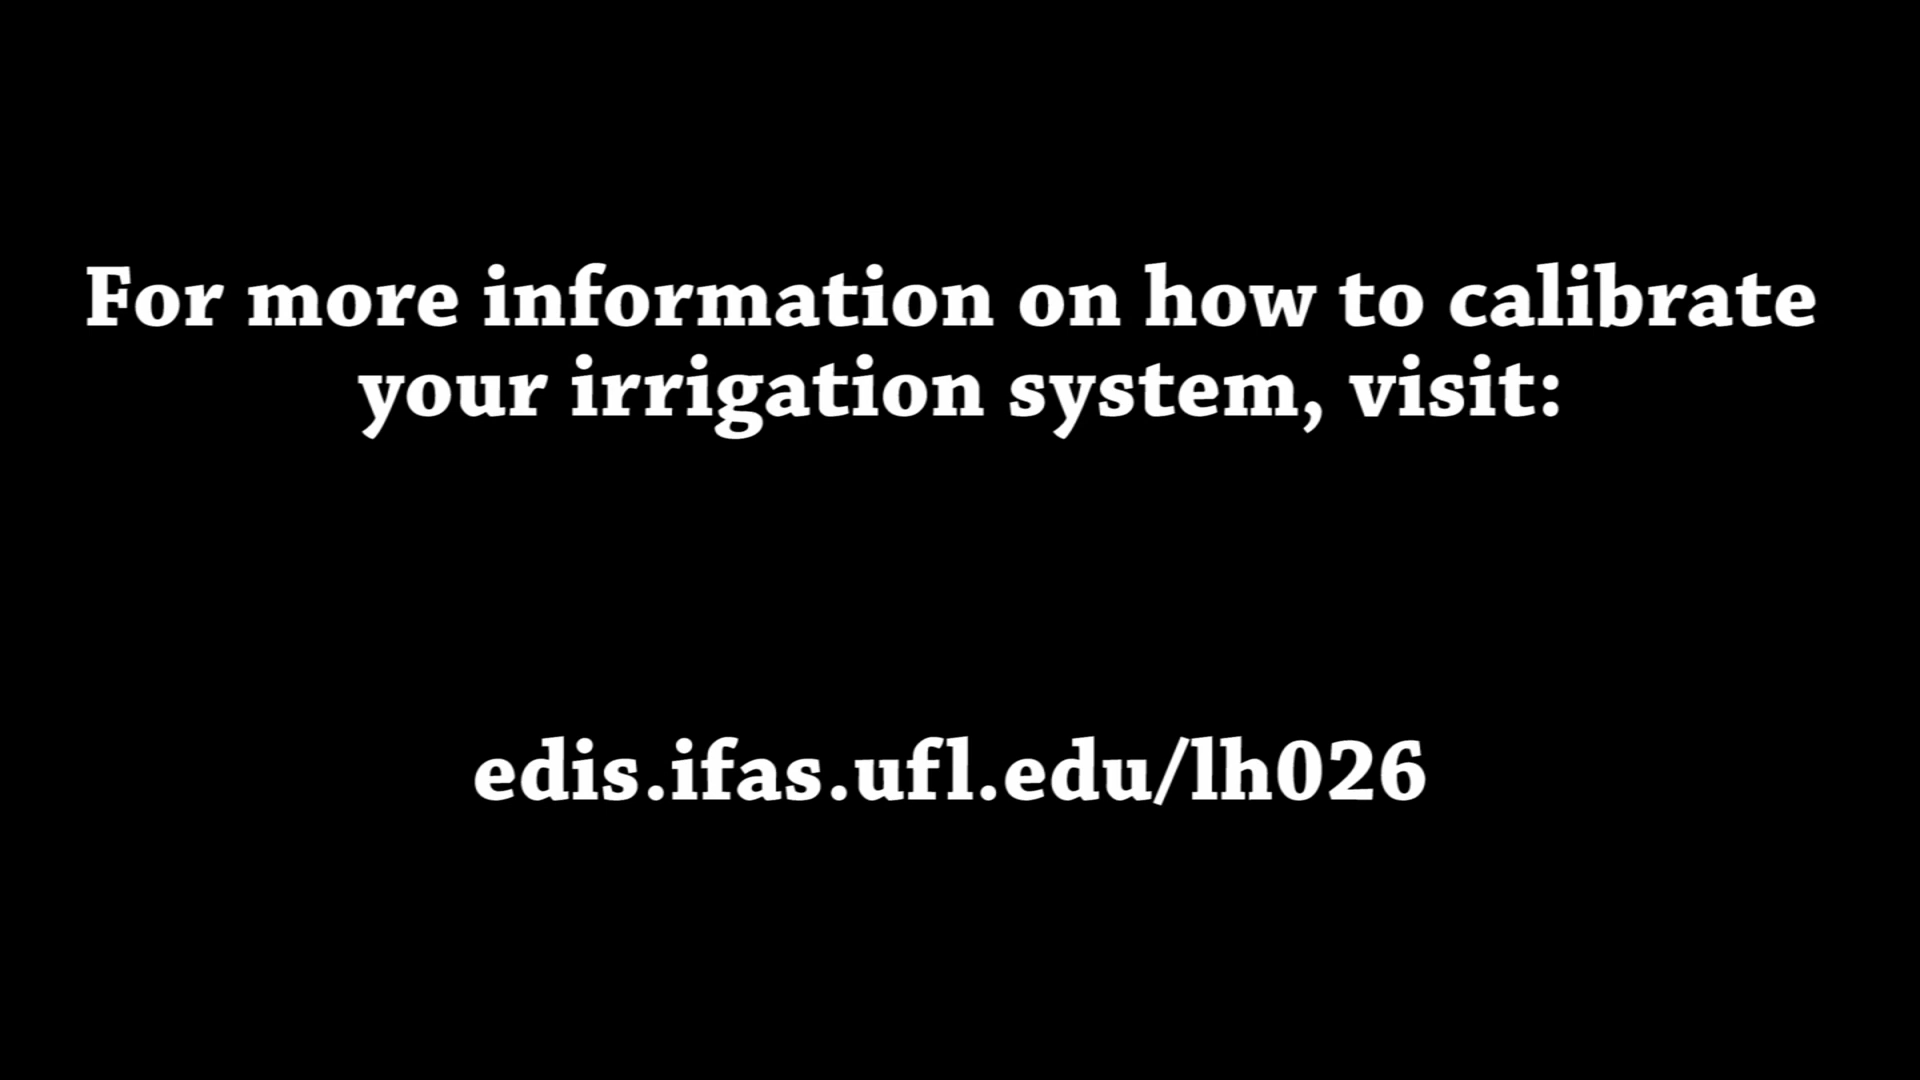 For more information on how to calibrate
your irrigation system, visit:
edis.ifas.ufl.edu/lh026